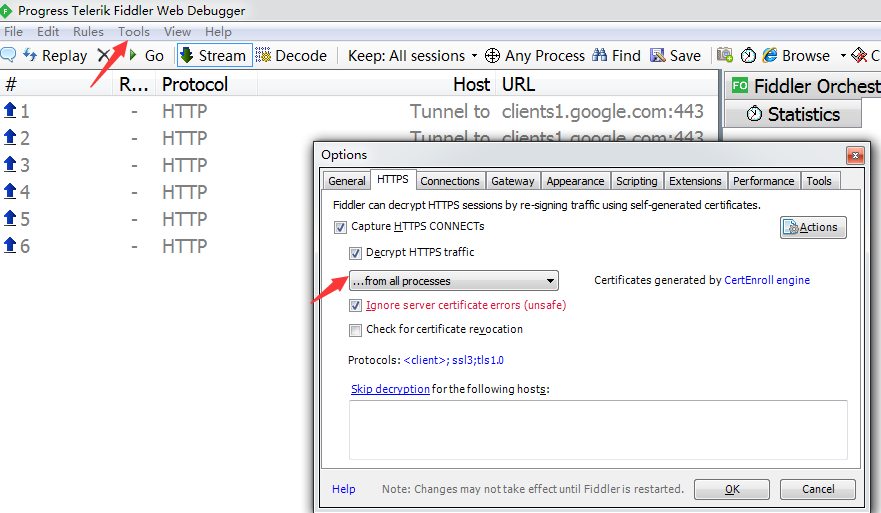 Progress Telerik Fiddler Web Debugger
File Edit Rules Tools View Help
Replay Go Stream Decode Keep: All sessions Any Process Find Save Browse C
# R... Protocol Host URL
1 - HTTP Tunnel to clients1.google.com:443
2 - HTTP Tunnel to clients1.google.com:443
3 - HTTP
4 - HTTP
5 - HTTP
6 - HTTP
FO Fiddler Orchest
Statistics
Options
General HTTPS Connections Gateway Appearance Scripting Extensions Performance Tools
Fiddler can decrypt HTTPS sessions by re-signing traffic using self-generated certificates.
Capture HTTPS CONNECTs
Actions
Decrypt HTTPS traffic
...from all processes
Certificates generated by CertEnroll engine
Ignore server certificate errors (unsafe)
Check for certificate revocation
Protocols: <client>; ssl3;tls1.0
Skip decryption for the following hosts:
Help Note: Changes may not take effect until Fiddler is restarted. OK Cancel